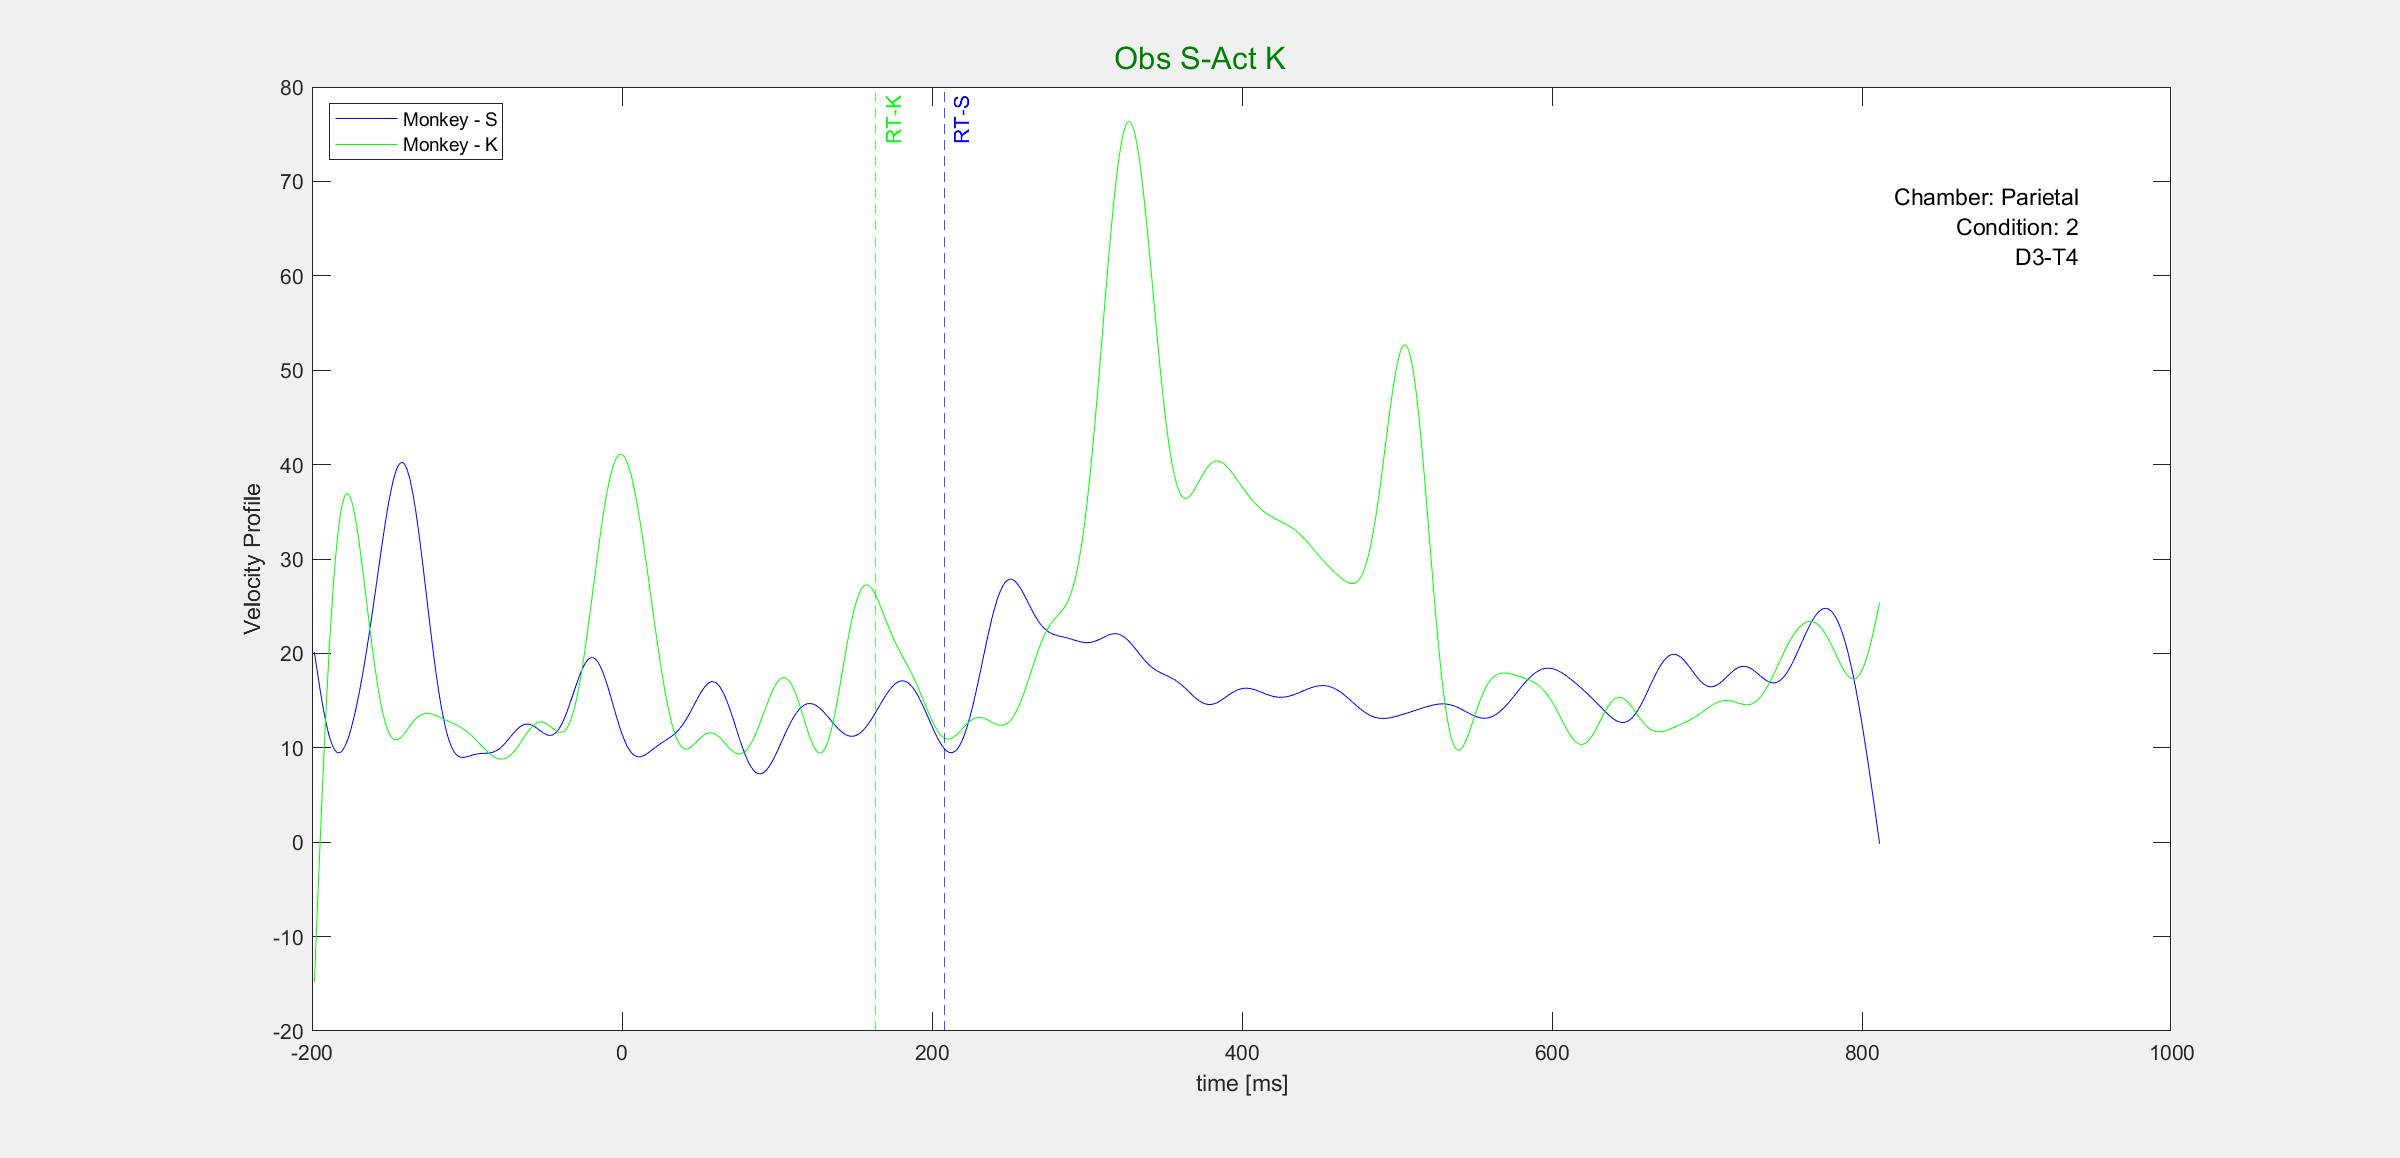 Obs S-Act K
80
70
60
50
40
30
20
10
0
-10
-20
Velocity Profile
Monkey - S
Monkey - K
RT-K
RT-S
Chamber: Parietal
Condition: 2
D3-T4
-200 0 200 400 600 800 1000
time [ms]